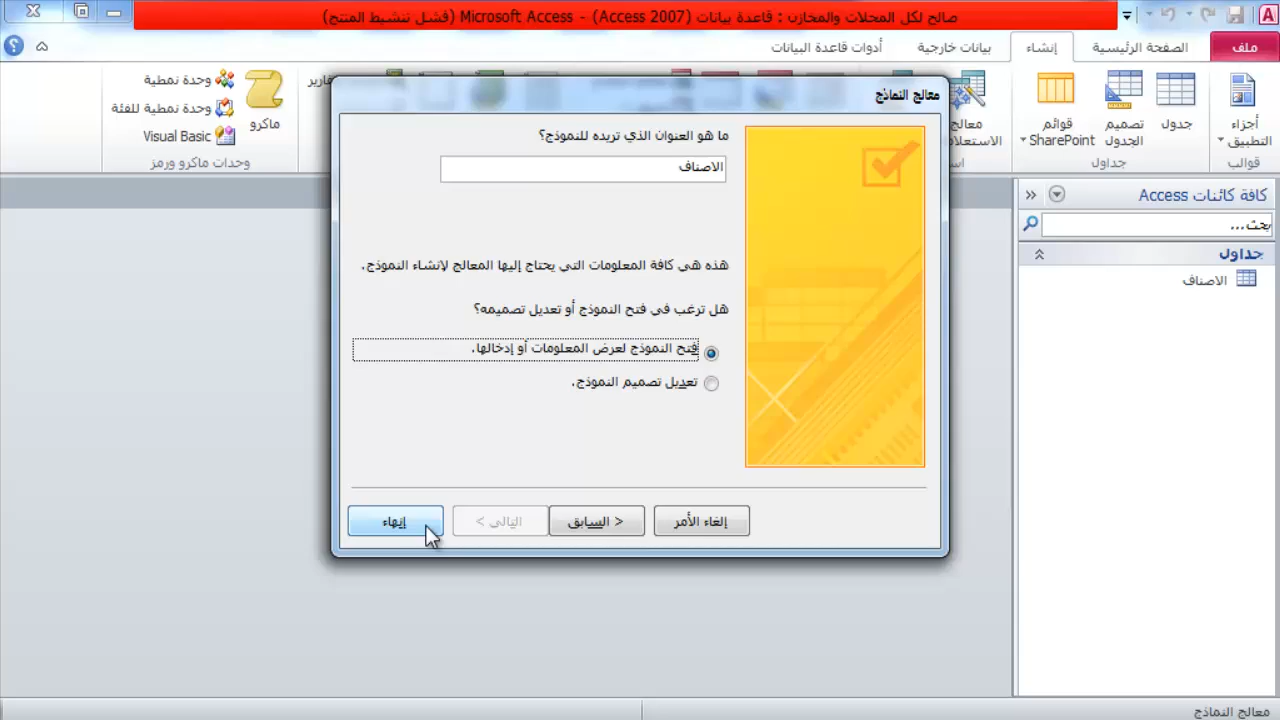 صالح لكل المحلات والمخازن : قاعدة بيانات (Access 2007) - Microsoft Access (فشل تنشيط المنتج)
ملف
الصفحة الرئيسية
إنشاء
بيانات خارجية
أدوات قاعدة البيانات
أجزاء التطبيق
قوالب
جدول
تصميم الجدول
قوائم SharePoint
جداول
معالج
ماكرو
وحدة نمطية
وحدة نمطية للفئة
Visual Basic
وحدات ماكرو ورمز
معالج النماذج
ما هو العنوان الذي تريده للنموذج؟
الاصناف
هذه هي كافة المعلومات التي يحتاج إليها المعالج لإنشاء النموذج.
هل ترغب في فتح النموذج أو تعديل تصميمه؟
فتح النموذج لعرض المعلومات أو إدخالها.
تعديل تصميم النموذج.
إلغاء الأمر
< السابق
التالي >
إنهاء
كافة كائنات Access
بحث...
جداول
الاصناف
معالج النماذج